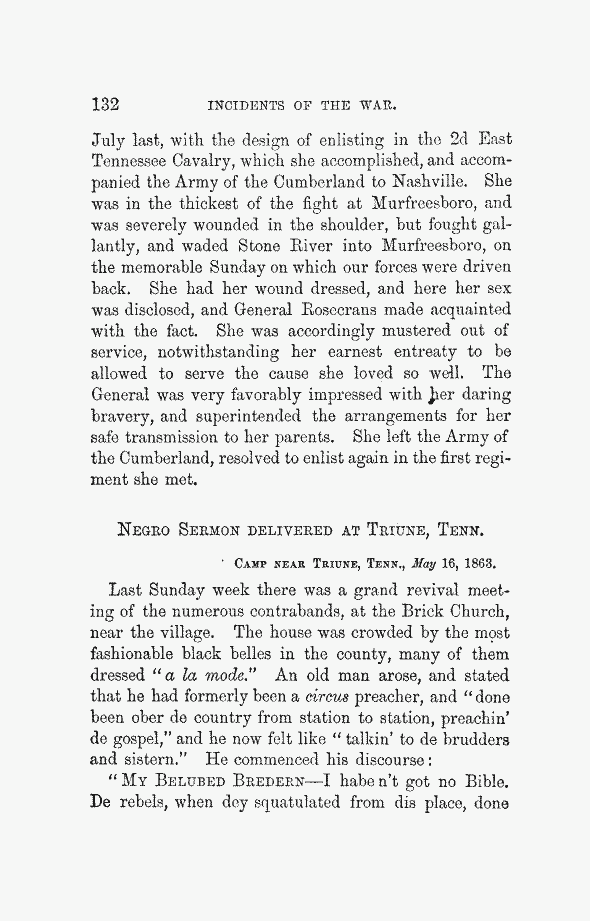 132 INCIDENTS OF THE WAR.
July last, with the design of enlisting in the 2d East
Tennessee Cavalry, which she accomplished, and accom-
panied the Army of the Cumberland to Nashville. She
was in the thickest of the fight at Murfreesboro, and
was severely wounded in the shoulder, but fought gal-
lantly, and waded Stone River into Murfreesboro, on
the memorable Sunday on which our forces were driven
back. She had her wound dressed, and here her sex
was disclosed, and General Rosecrans made acquainted
with the fact. She was accordingly mustered out of
service, notwithstanding her earnest entreaty to be
allowed to serve the cause she loved so well. The
General was very favorably impressed with her daring
bravery, and superintended the arrangements for her
safe transmission to her parents. She left the Army of
the Cumberland, resolved to enlist again in the first regi-
ment she met.
NEGRO SERMON DELIVERED AT TRIUNE, TENN.
CAMP NEAR TRIUNE, TENN., May 16, 1863.
Last Sunday week there was a grand revival meet-
ing of the numerous contrabands, at the Brick Church,
near the village. The house was crowded by the most
fashionable black belles in the county, many of them
dressed "a la mode." An old man arose, and stated
that he had formerly been a circus preacher, and "done
been ober de country from station to station, preachin'
de gospel," and he now felt like "talkin' to de brudders
and sistern." He commenced his discourse:
"MY BELUBED BREDERN—I habe n't got no Bible.
De rebels, when dey squatulated from dis place, done